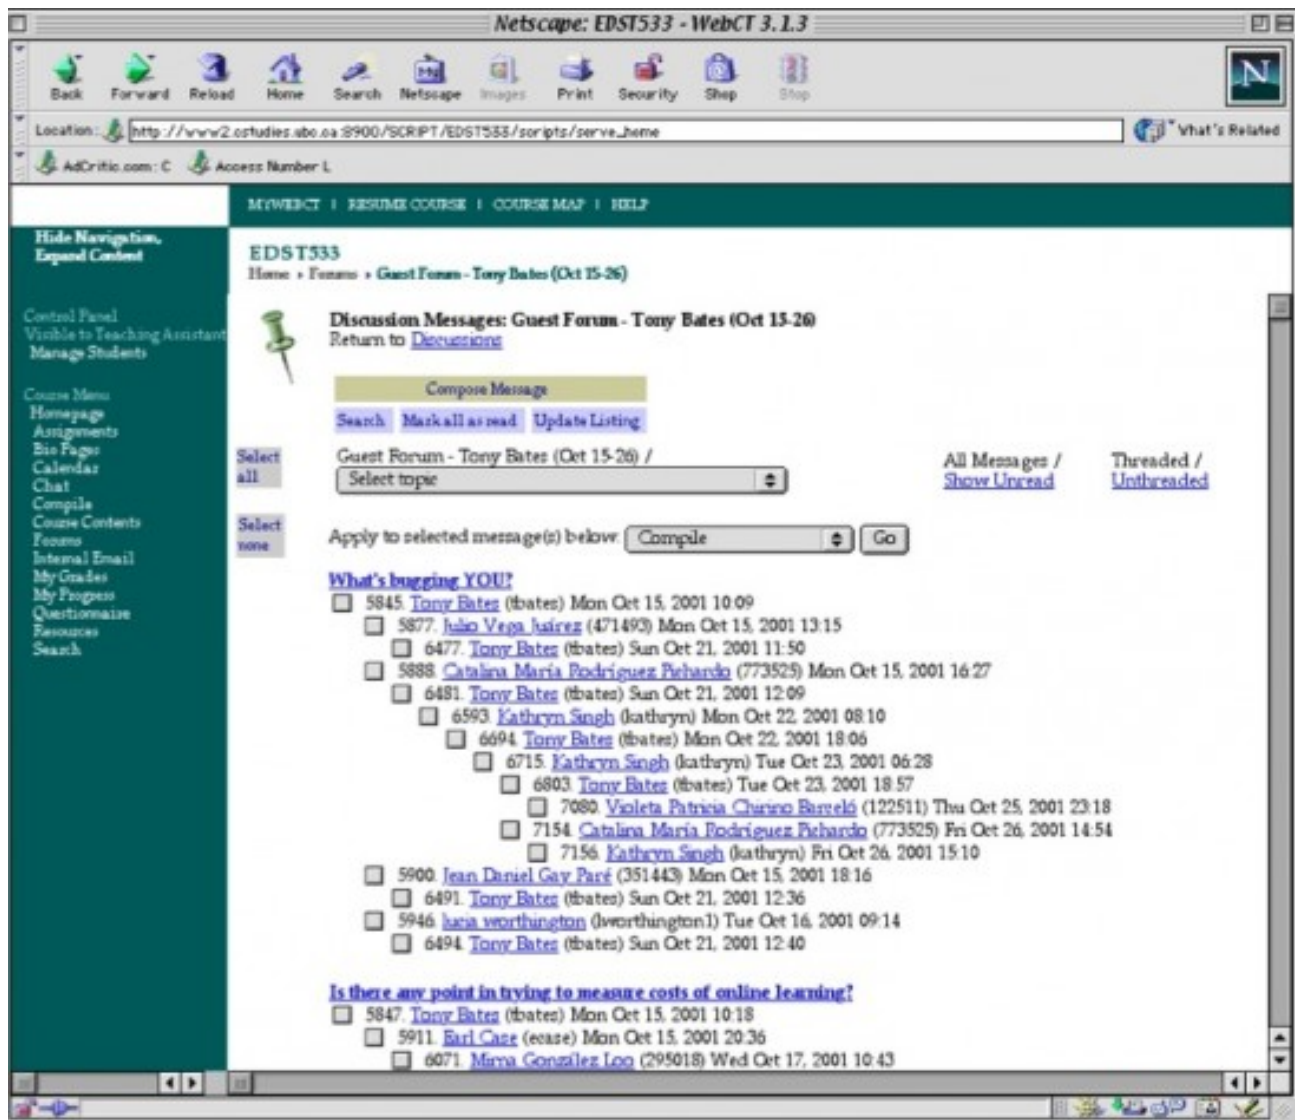 Netscape: EDST533 - WebCT 3.1.3
Back Forward Reload Home Search Netscape Images Print Security Shop Stop
N
Location: http://www2.cstudies.ubc.ca:8900/SCRIPT/EDST533/scripts/serve_home What's Related
AdCritic.com: C Access Number L
MYWEBCT | RESUME COURSE | COURSE MAP | HELP
Hide Navigation,
Expand Content
EDST533
Home › Forums › Guest Forum - Tony Bates (Oct 15-26)
Control Panel
Visible to Teaching Assistant
Manage Students
Course Menu
Homepage
Assignments
Bio Pages
Calendar
Chat
Compile
Course Contents
Forums
Internal Email
My Grades
My Progress
Questionnaire
Resources
Search
Discussion Messages: Guest Forum - Tony Bates (Oct 15-26)
Return to Discussions
Compose Message
Search Mark all as read Update Listing
Select all
Guest Forum - Tony Bates (Oct 15-26) /
Select topic
All Messages / Show Unread
Threaded / Unthreaded
Select none
Apply to selected message(s) below: Compile Go
What's bugging YOU?
5845. Tony Bates (tbates) Mon Oct 15, 2001 10:09
5877. Julio Vega Juárez (471493) Mon Oct 15, 2001 13:15
6477. Tony Bates (tbates) Sun Oct 21, 2001 11:50
5888. Catalina María Rodríguez Pichardo (773525) Mon Oct 15, 2001 16:27
6481. Tony Bates (tbates) Sun Oct 21, 2001 12:09
6593. Kathryn Singh (kathryn) Mon Oct 22, 2001 08:10
6694. Tony Bates (tbates) Mon Oct 22, 2001 18:06
6715. Kathryn Singh (kathryn) Tue Oct 23, 2001 06:28
6803. Tony Bates (tbates) Tue Oct 23, 2001 18:57
7080. Violeta Patricia Chirino Barceló (122511) Thu Oct 25, 2001 23:18
7154. Catalina María Rodríguez Pichardo (773525) Fri Oct 26, 2001 14:54
7156. Kathryn Singh (kathryn) Fri Oct 26, 2001 15:10
5900. Jean Daniel Gay Paré (351443) Mon Oct 15, 2001 18:16
6491. Tony Bates (tbates) Sun Oct 21, 2001 12:36
5946. lucia worthington (lworthington1) Tue Oct 16, 2001 09:14
6494. Tony Bates (tbates) Sun Oct 21, 2001 12:40
Is there any point in trying to measure costs of online learning?
5847. Tony Bates (tbates) Mon Oct 15, 2001 10:18
5911. Earl Case (ecase) Mon Oct 15, 2001 20:36
6071. Mirna González Loo (295018) Wed Oct 17, 2001 10:43